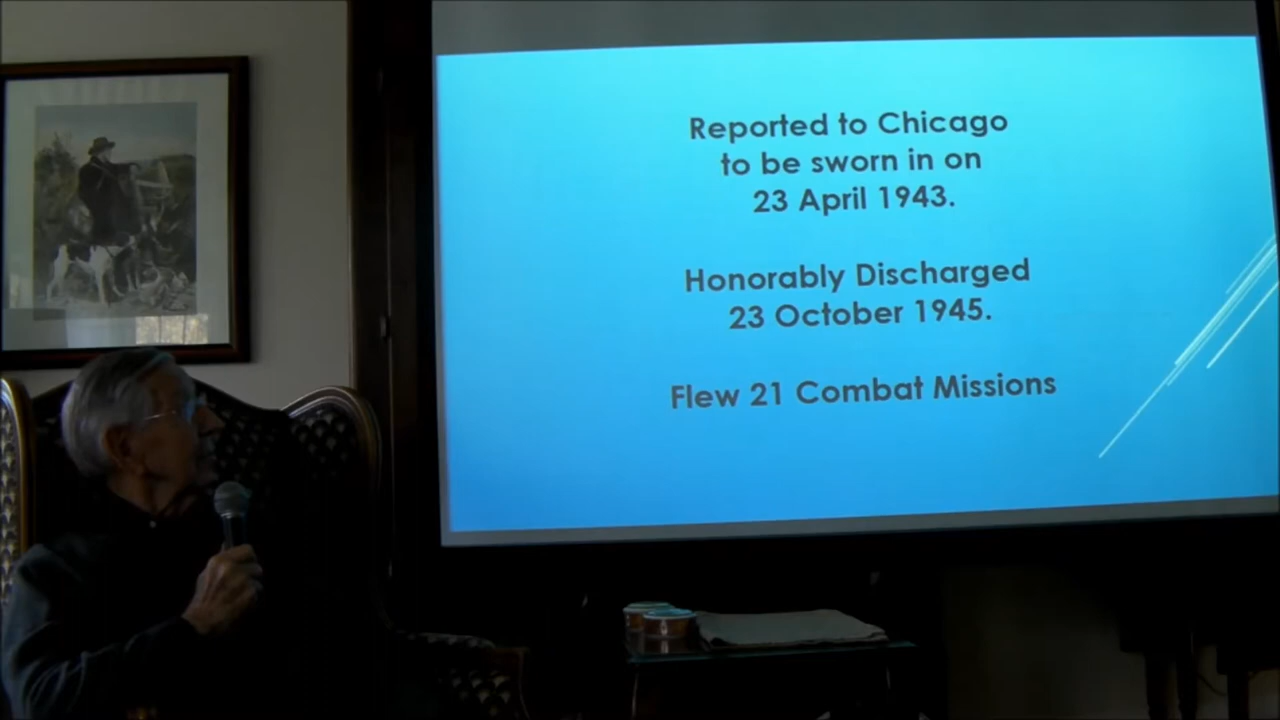 Reported to Chicago
to be sworn in on
23 April 1943.
Honorably Discharged
23 October 1945.
Flew 21 Combat Missions